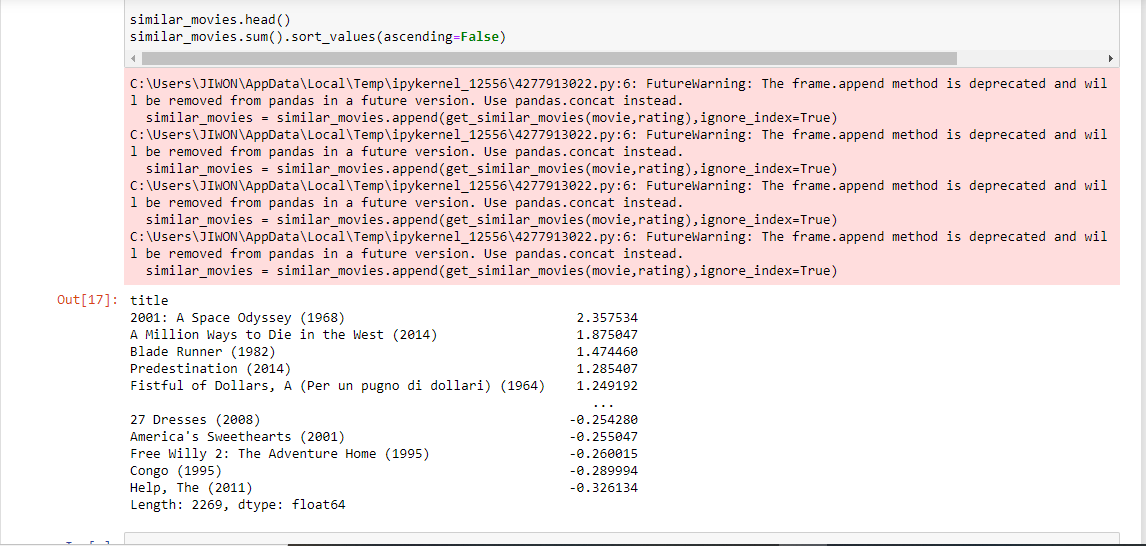 similar_movies.head()
similar_movies.sum().sort_values(ascending=False)
C:\Users\JIWON\AppData\Local\Temp\ipykernel_12556\4277913022.py:6: FutureWarning: The frame.append method is deprecated and wil
l be removed from pandas in a future version. Use pandas.concat instead.
  similar_movies = similar_movies.append(get_similar_movies(movie,rating),ignore_index=True)
C:\Users\JIWON\AppData\Local\Temp\ipykernel_12556\4277913022.py:6: FutureWarning: The frame.append method is deprecated and wil
l be removed from pandas in a future version. Use pandas.concat instead.
  similar_movies = similar_movies.append(get_similar_movies(movie,rating),ignore_index=True)
C:\Users\JIWON\AppData\Local\Temp\ipykernel_12556\4277913022.py:6: FutureWarning: The frame.append method is deprecated and wil
l be removed from pandas in a future version. Use pandas.concat instead.
  similar_movies = similar_movies.append(get_similar_movies(movie,rating),ignore_index=True)
C:\Users\JIWON\AppData\Local\Temp\ipykernel_12556\4277913022.py:6: FutureWarning: The frame.append method is deprecated and wil
l be removed from pandas in a future version. Use pandas.concat instead.
  similar_movies = similar_movies.append(get_similar_movies(movie,rating),ignore_index=True)
Out[17]: title
2001: A Space Odyssey (1968) 2.357534
A Million Ways to Die in the West (2014) 1.875047
Blade Runner (1982) 1.474460
Predestination (2014) 1.285407
Fistful of Dollars, A (Per un pugno di dollari) (1964) 1.249192
...
27 Dresses (2008) -0.254280
America's Sweethearts (2001) -0.255047
Free Willy 2: The Adventure Home (1995) -0.260015
Congo (1995) -0.289994
Help, The (2011) -0.326134
Length: 2269, dtype: float64